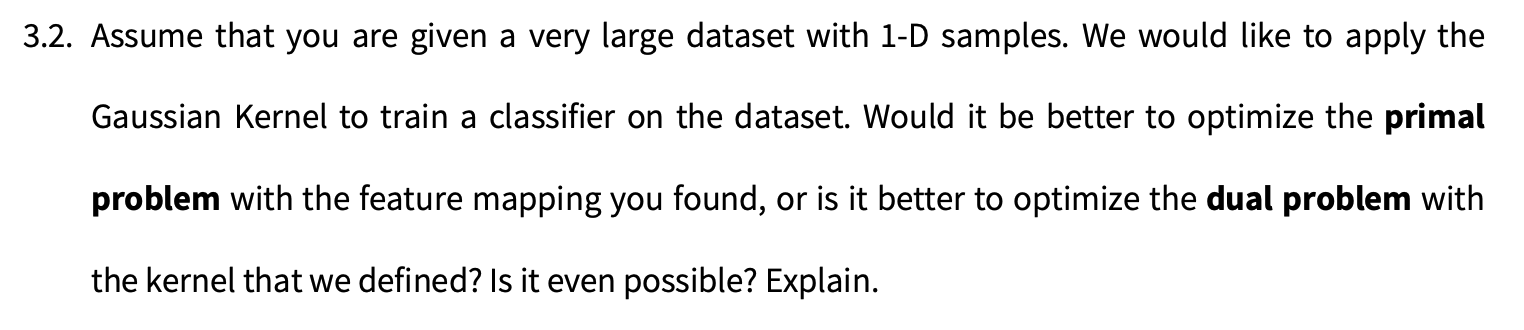 3.2. Assume that you are given a very large dataset with 1-D samples. We would like to apply the
Gaussian Kernel to train a classifier on the dataset. Would it be better to optimize the primal
problem with the feature mapping you found, or is it better to optimize the dual problem with
the kernel that we defined? Is it even possible? Explain.